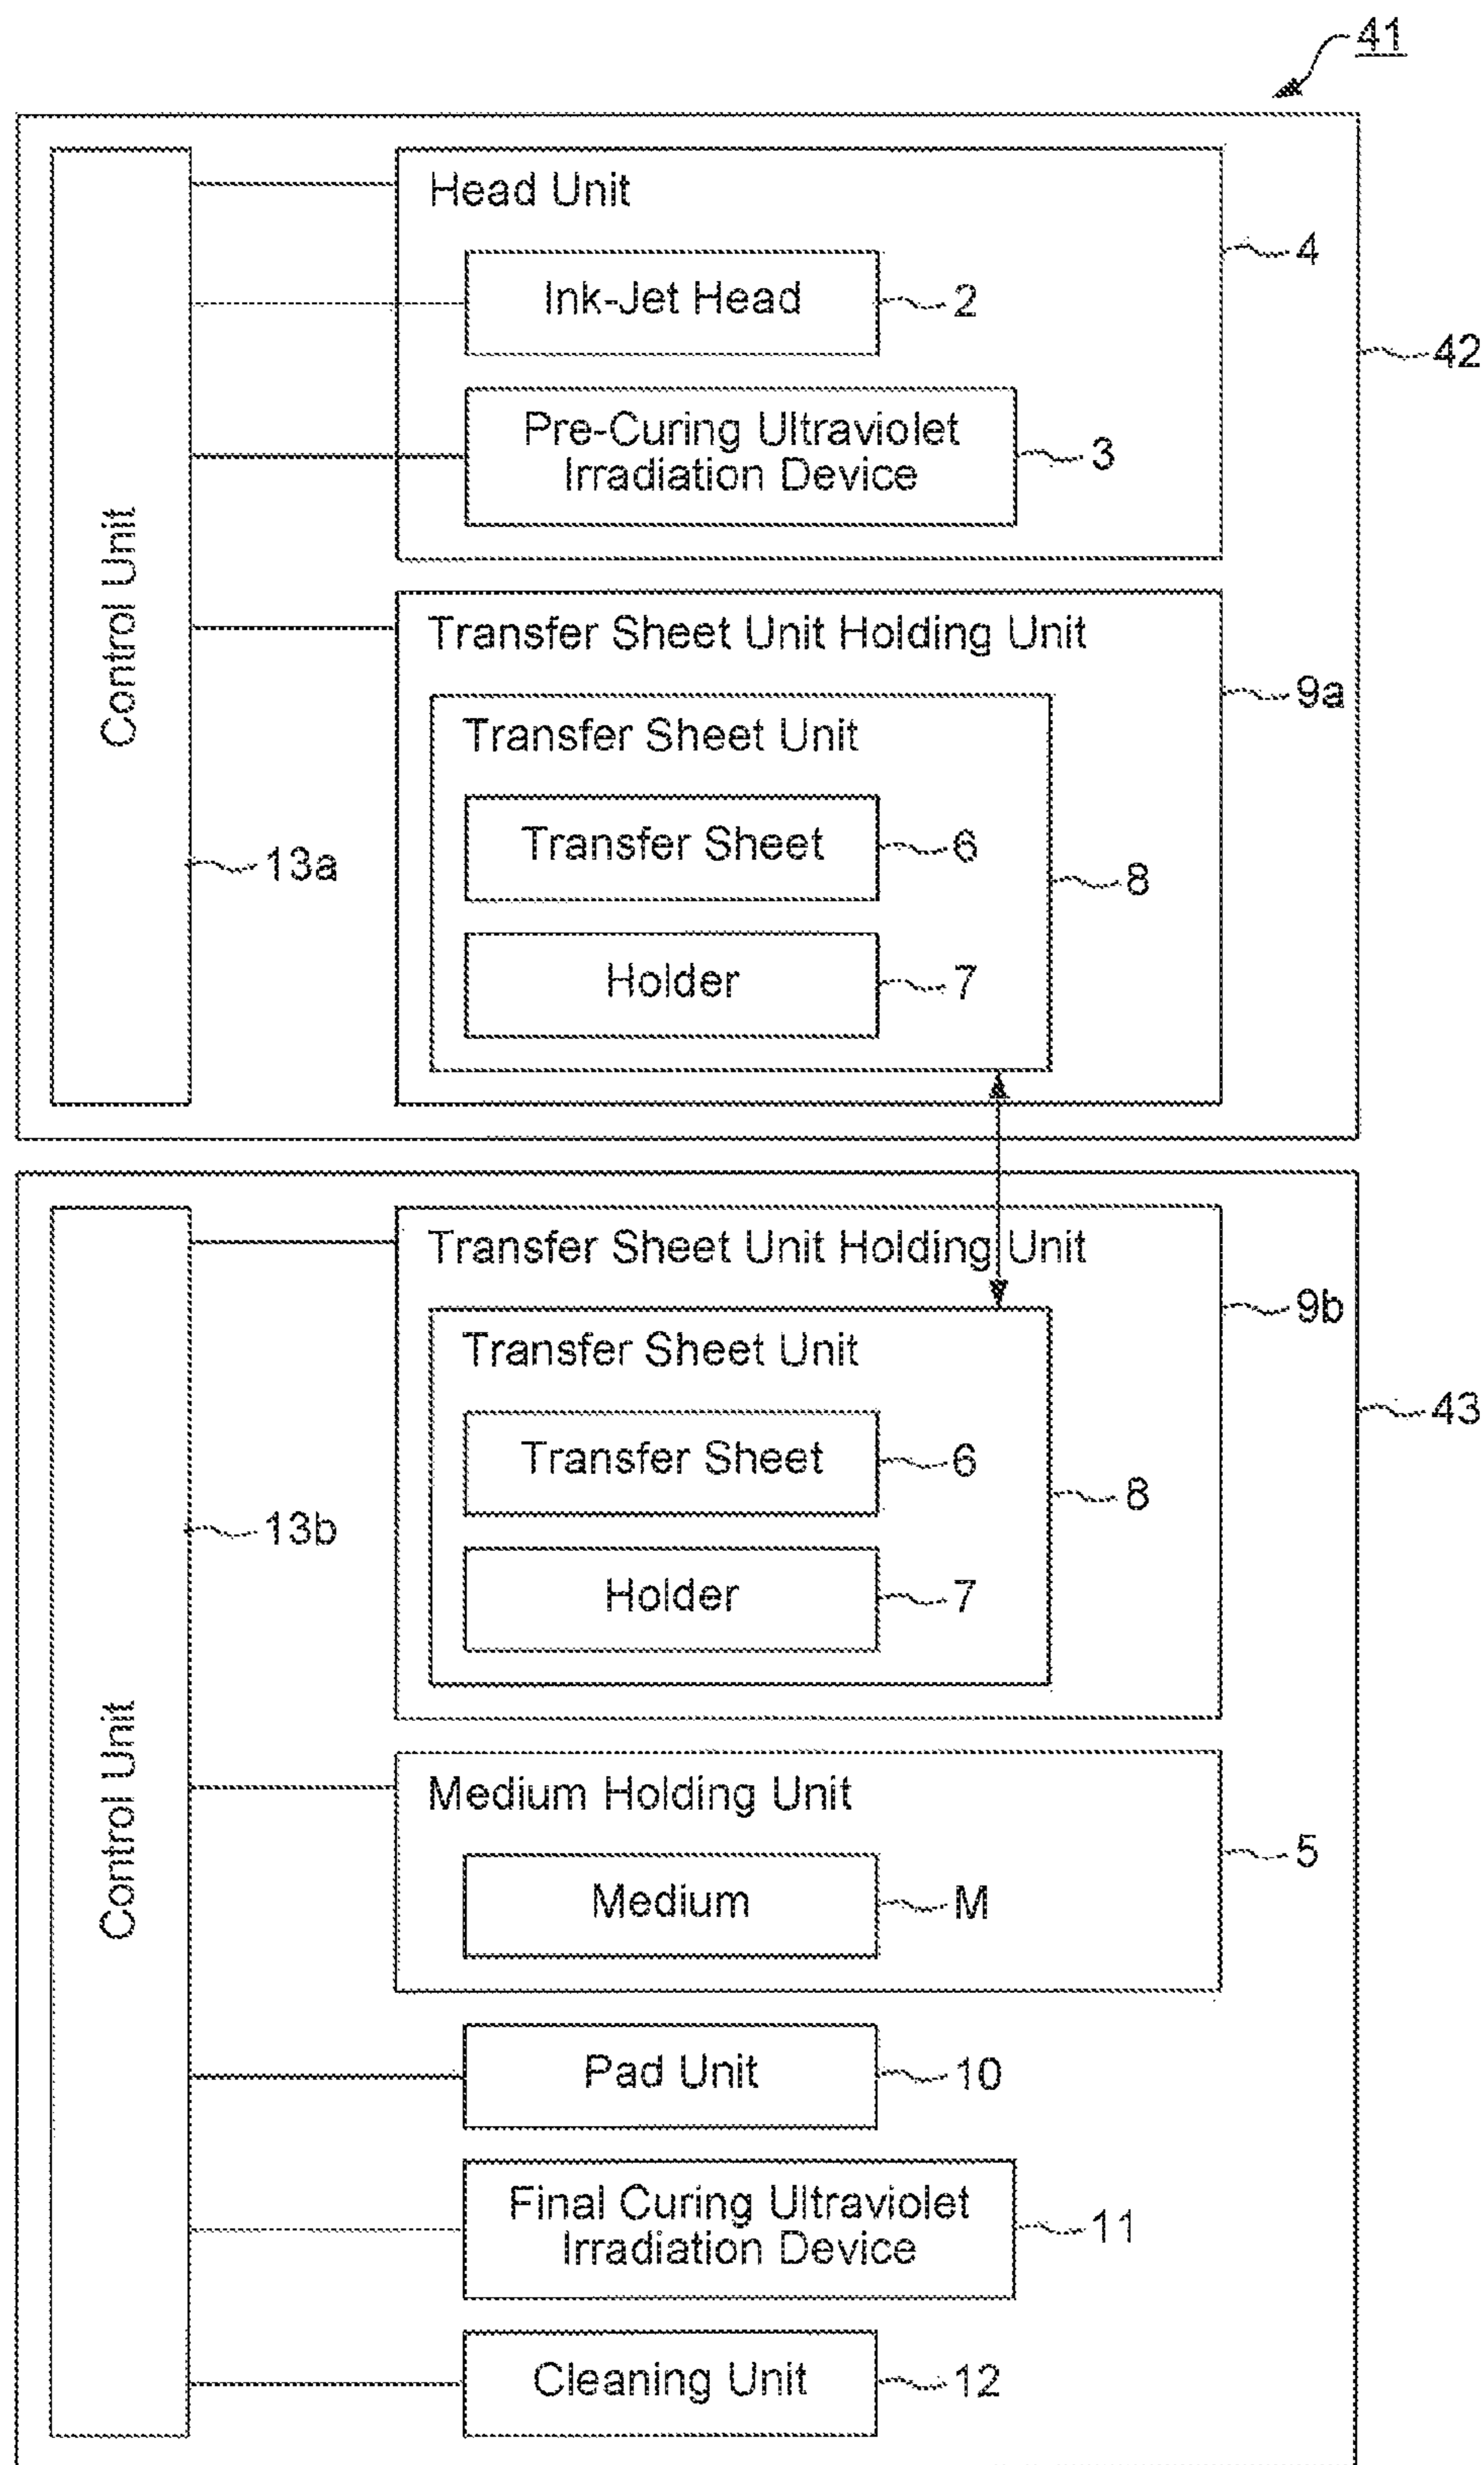 41
Head Unit
4
Ink-Jet Head
2
42
Pre-Curing Ultraviolet
Irradiation Device
3
Control Unit
13a
Transfer Sheet Unit Holding Unit
9a
Transfer Sheet Unit
Transfer Sheet
6
8
Holder
7
Transfer Sheet Unit Holding Unit
9b
Transfer Sheet Unit
43
Transfer Sheet
6
8
Holder
7
Control Unit
13b
Medium Holding Unit
5
Medium
M
Pad Unit
10
Final Curing Ultraviolet
Irradiation Device
11
Cleaning Unit
12